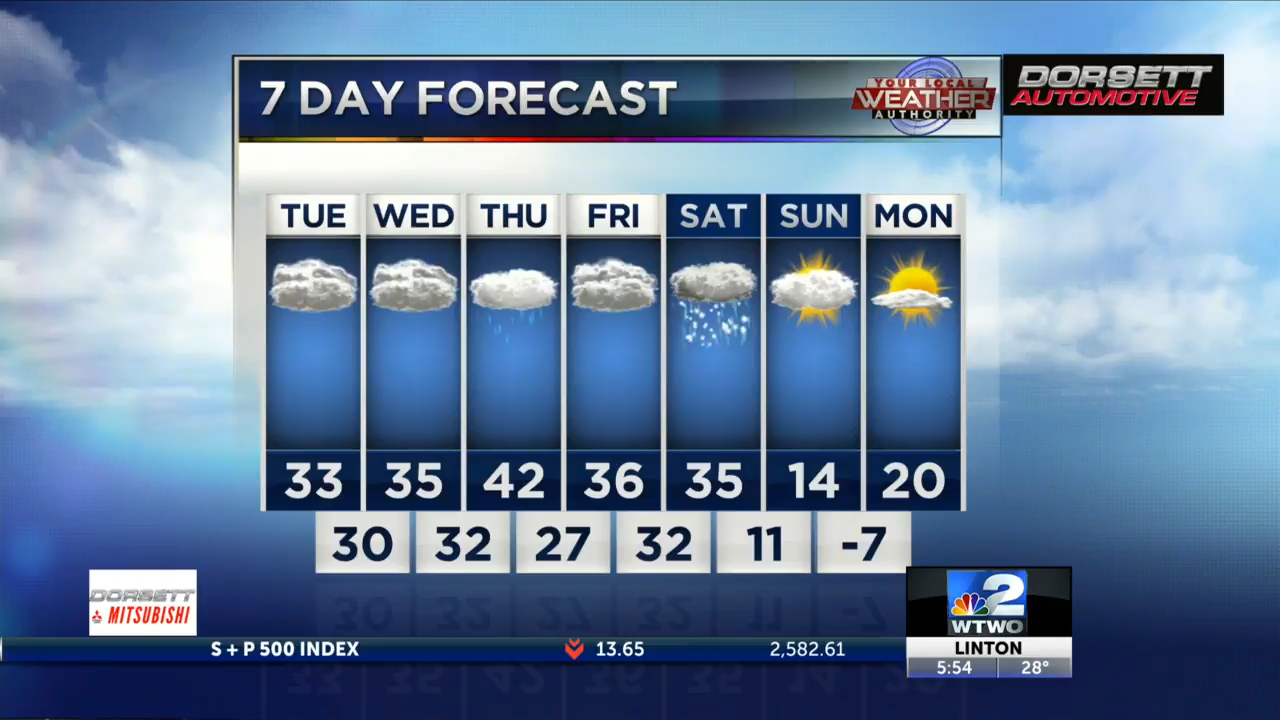 7 DAY FORECAST
YOUR LOCAL
WEATHER
AUTHORITY
DORSETT
AUTOMOTIVE
TUE WED THU FRI SAT SUN MON
33 35 42 36 35 14 20
30 32 27 32 11 -7
DORSETT
MITSUBISHI
2
WTWO
S + P 500 INDEX 13.65 2,582.61
LINTON
5:54 28°